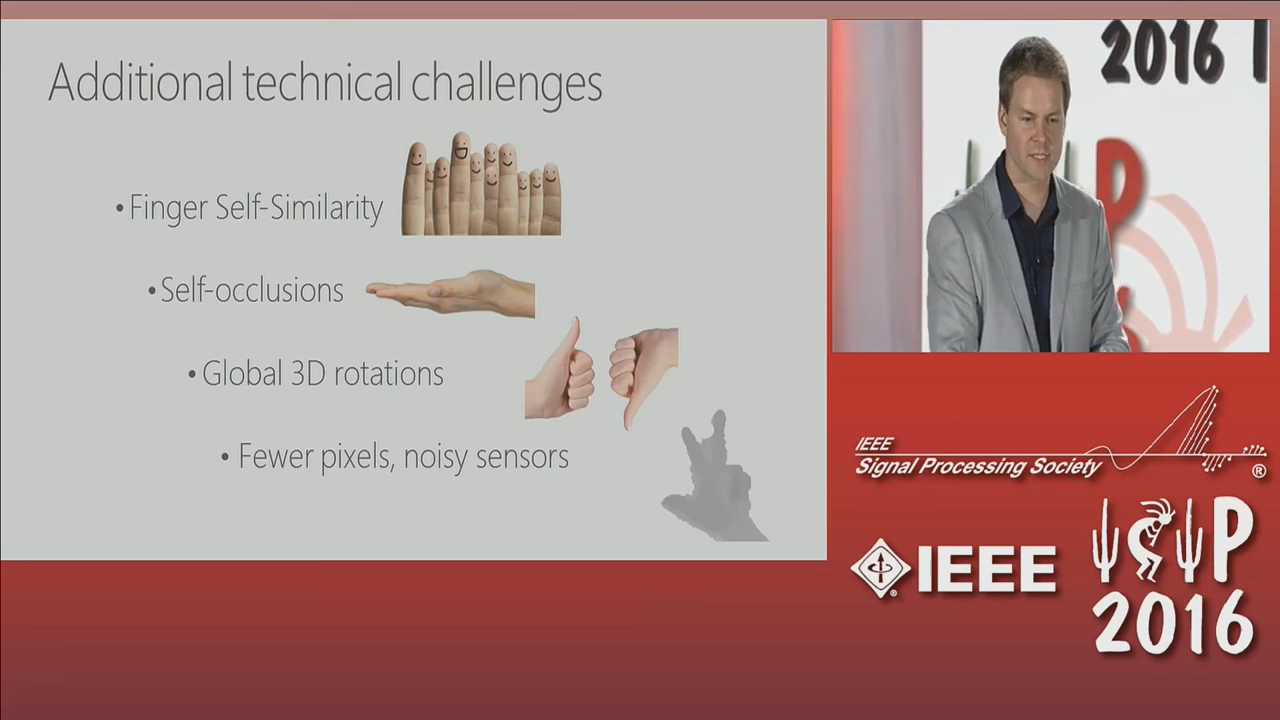 Additional technical challenges
• Finger Self-Similarity
• Self-occlusions
• Global 3D rotations
• Fewer pixels, noisy sensors
2016 I
P
IEEE
Signal Processing Society
®
IEEE
®
ICIP
2016